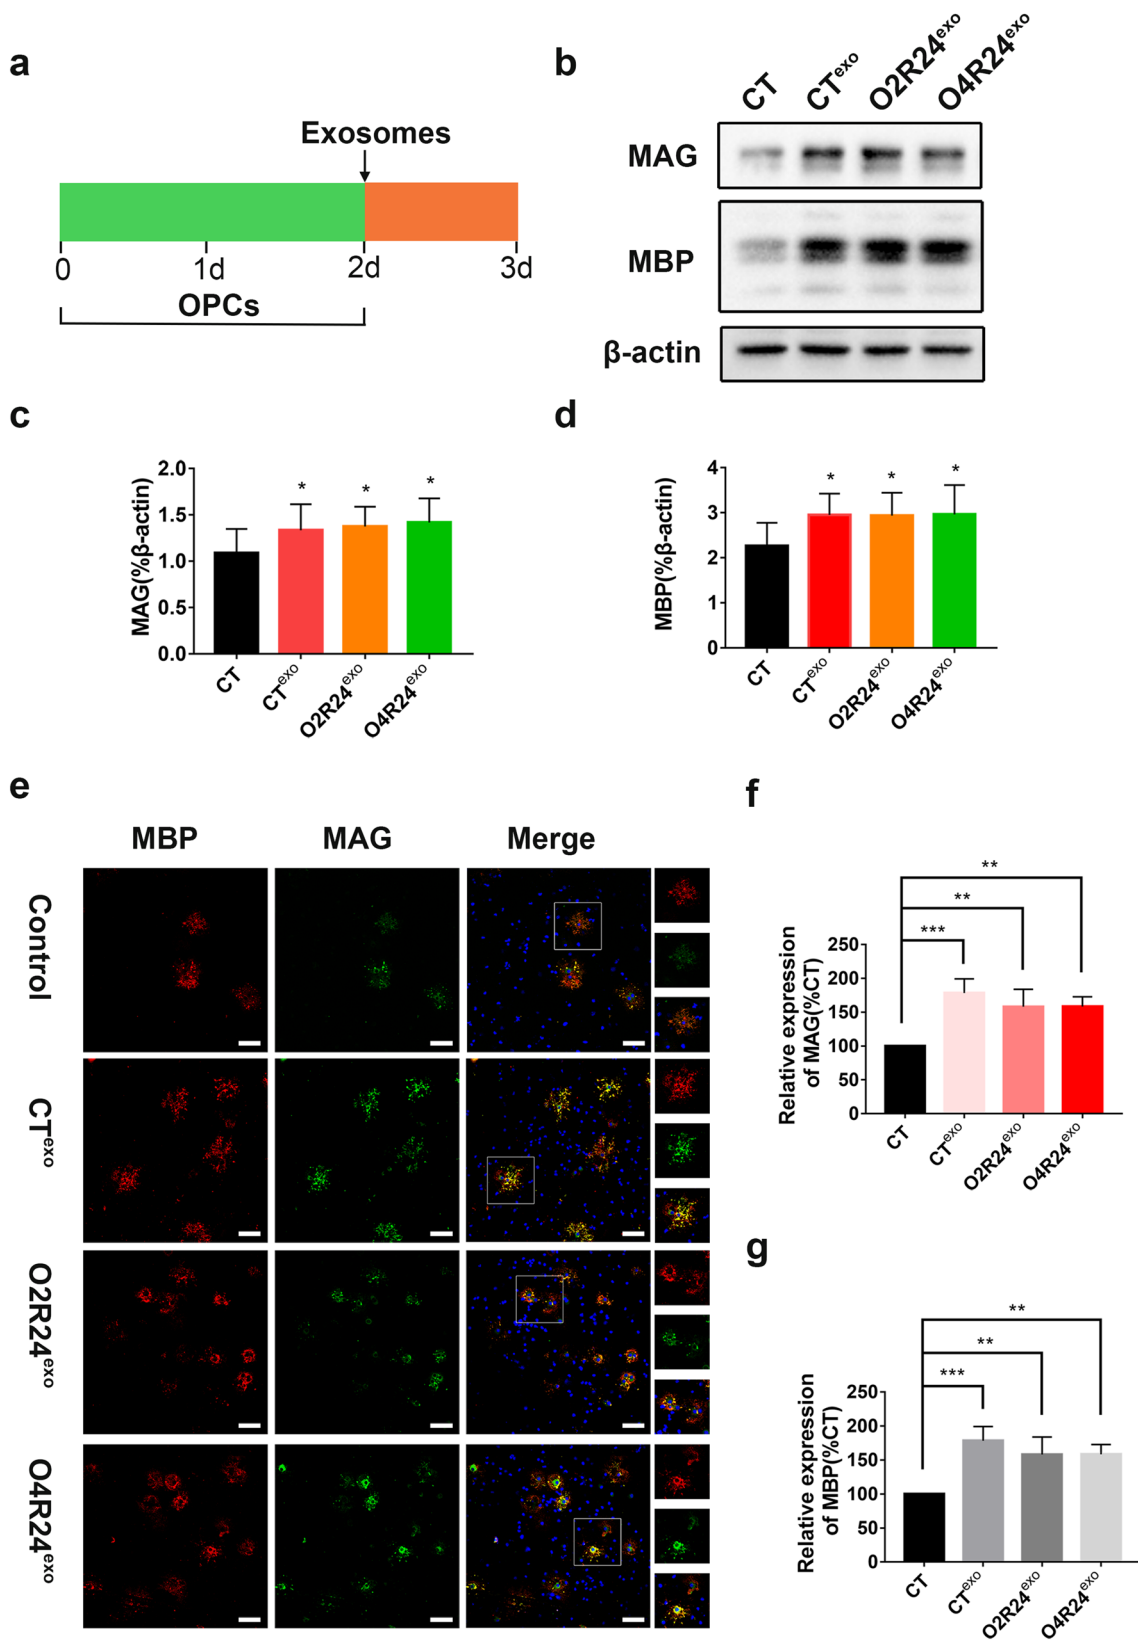 a
Exosomes
0
1d
2d
3d
OPCs
b
CT
CTexo
O2R24exo
O4R24exo
MAG
MBP
β-actin
c
MAG(%β-actin)
2.0
1.5
1.0
0.5
0.0
*
*
*
CT
CTexo
O2R24exo
O4R24exo
d
MBP(%β-actin)
4
3
2
1
0
*
*
*
CT
CTexo
O2R24exo
O4R24exo
e
MBP
MAG
Merge
Control
CTexo
O2R24exo
O4R24exo
f
Relative expression
of MAG(%CT)
250
200
150
100
50
0
**
**
***
CT
CTexo
O2R24exo
O4R24exo
g
Relative expression
of MBP(%CT)
250
200
150
100
50
0
**
**
***
CT
CTexo
O2R24exo
O4R24exo